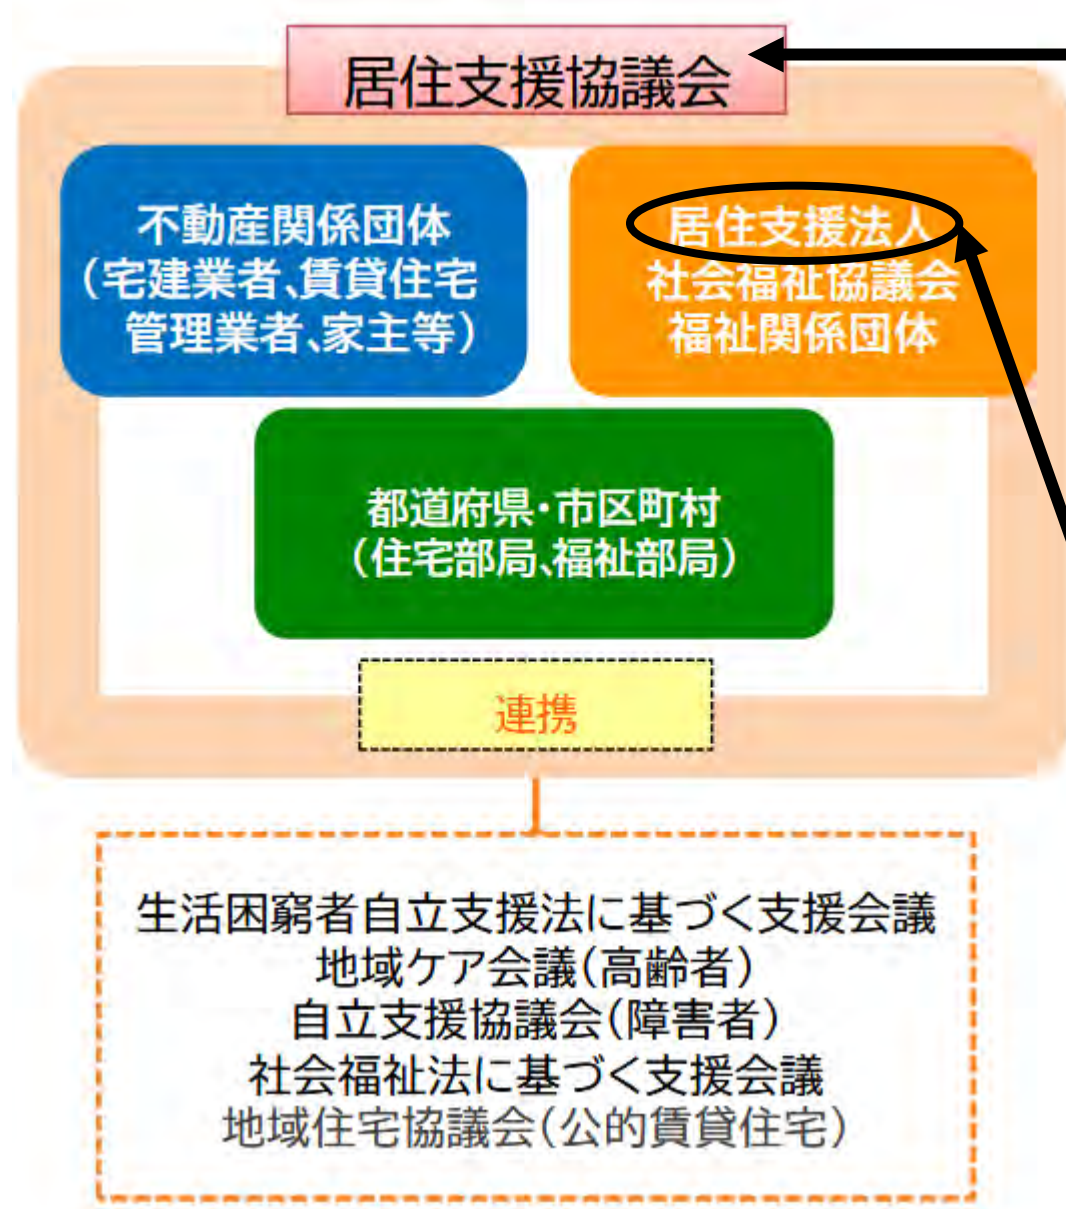 居住支援協議会
不動産関係団体
（宅建業者、賃貸住宅
管理業者、家主等）
居住支援法人
社会福祉協議会
福祉関係団体
都道府県・市区町村
（住宅部局、福祉部局）
連携
生活困窮者自立支援法に基づく支援会議
地域ケア会議（高齢者）
自立支援協議会（障害者）
社会福祉法に基づく支援会議
地域住宅協議会（公的賃貸住宅）